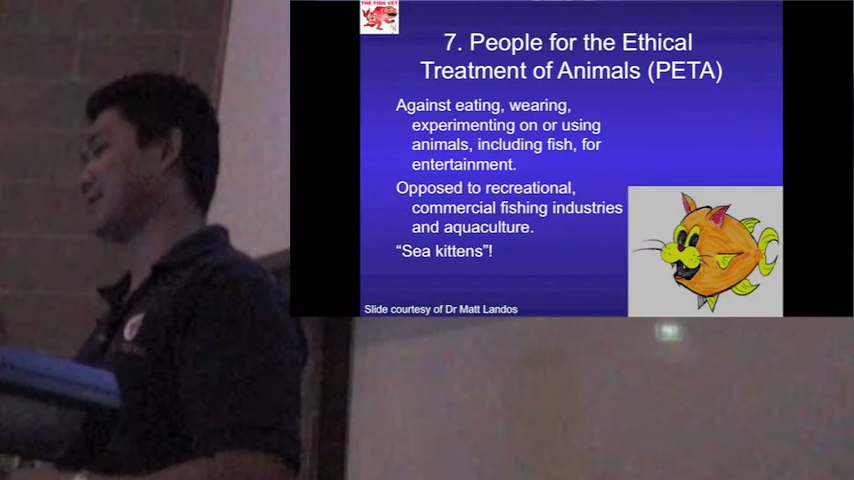 THE FISH VET
7. People for the Ethical
Treatment of Animals (PETA)
Against eating, wearing,
experimenting on or using
animals, including fish, for
entertainment.
Opposed to recreational,
commercial fishing industries
and aquaculture.
“Sea kittens”!
Slide courtesy of Dr Matt Landos